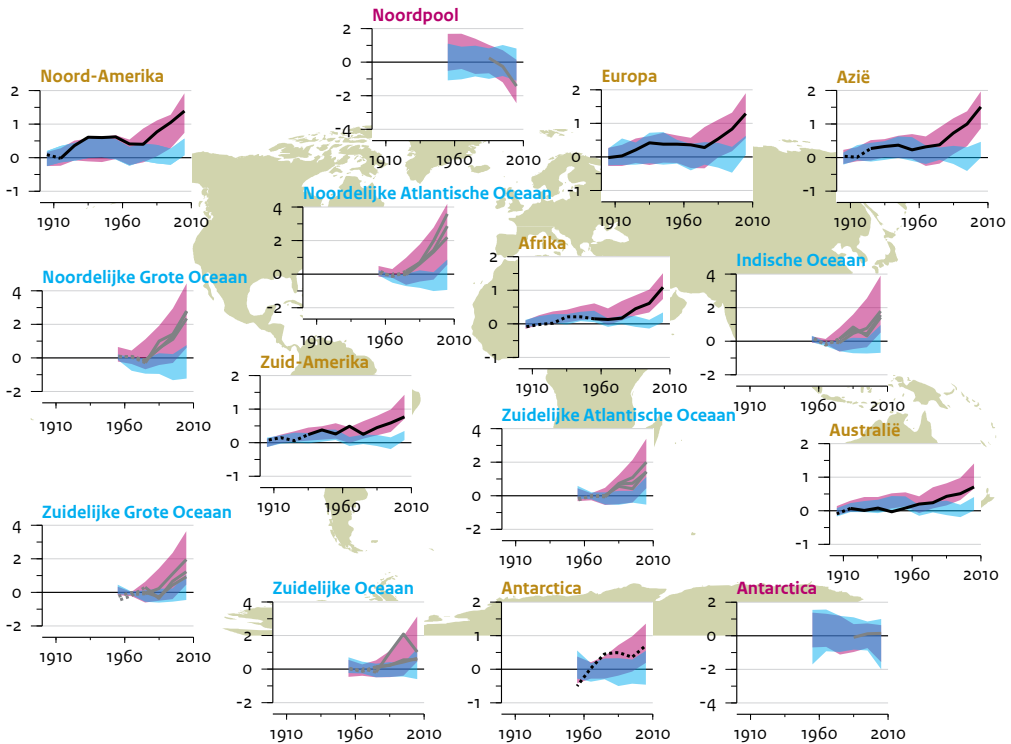 Noordpool
2
0
-2
-4
1910 1960 2010
Noord-Amerika
2
1
0
-1
1910 1960 2010
Europa
2
1
0
-1
1910 1960 2010
Azië
2
1
0
-1
1910 1960 2010
Noordelijke Atlantische Oceaan
4
2
0
-2
1910 1960 2010
Afrika
2
1
0
-1
1910 1960 2010
Noordelijke Grote Oceaan
4
2
0
-2
1910 1960 2010
Indische Oceaan
4
2
0
-2
1910 1960 2010
Zuid-Amerika
2
1
0
-1
1910 1960 2010
Zuidelijke Atlantische Oceaan
4
2
0
-2
1910 1960 2010
Australië
2
1
0
-1
1910 1960 2010
Zuidelijke Grote Oceaan
4
2
0
-2
1910 1960 2010
Zuidelijke Oceaan
4
2
0
-2
1910 1960 2010
Antarctica
2
1
0
-1
1910 1960 2010
Antarctica
2
0
-2
-4
1910 1960 2010